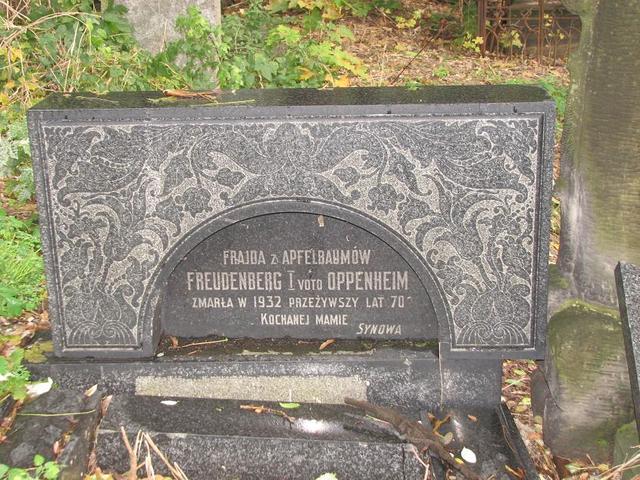 FRAJDA z APFELBAUMÓW
FREUDENBERG I VOTO OPPENHEIM
ZMARŁA W 1932 PRZEŻYWSZY LAT 70
KOCHANEJ MAMIE
SYNOWA